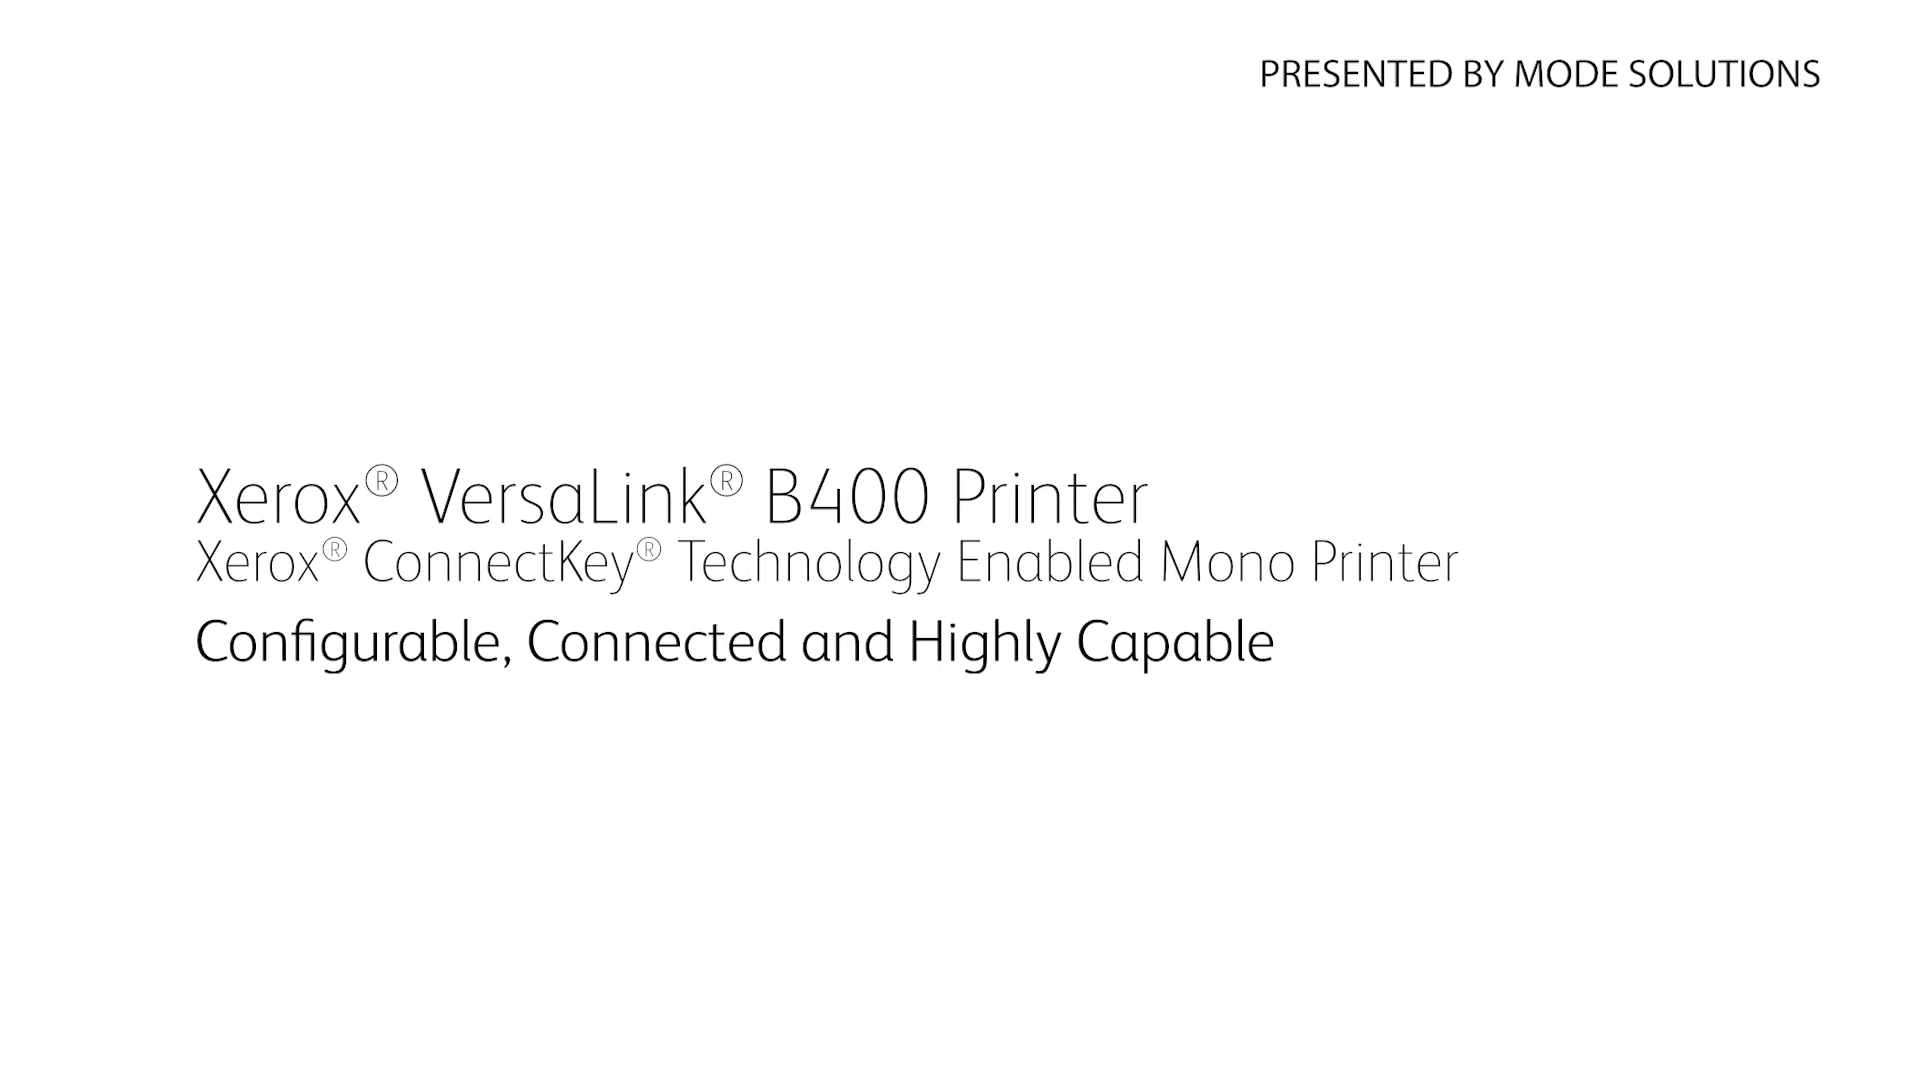 PRESENTED BY MODE SOLUTIONS
Xerox® VersaLink® B400 Printer
Xerox® ConnectKey® Technology Enabled Mono Printer
Configurable, Connected and Highly Capable